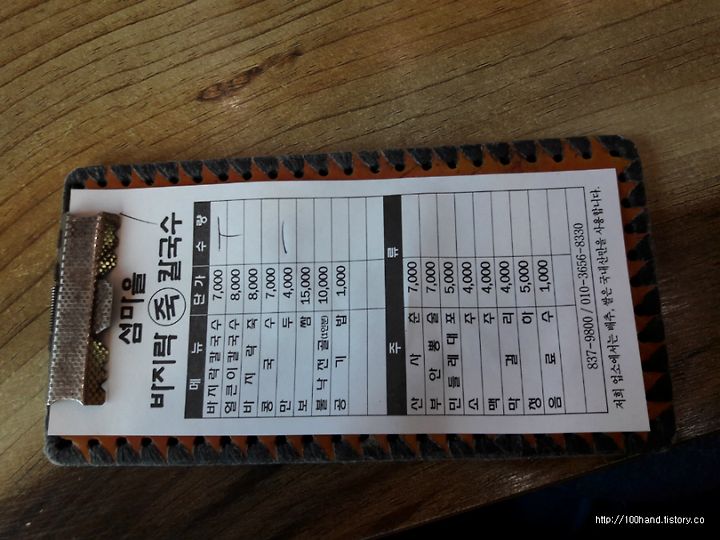 섬마을
바지락 죽 칼국수
메 뉴 단 가 수 량
바지락칼국수 7,000 ㅜ
얼큰이칼국수 8,000
바 지 락 죽 8,000
콩 국 수 7,000
만 두 4,000 一
보 쌈 15,000
불낙전골(1인분) 10,000
공 기 밥 1,000
주 류
산 사 춘 7,000
부 안 뽕 술 7,000
민들레대포 5,000
소 주 4,000
맥 주 4,000
막 걸 리 4,000
청 하 5,000
음 료 수 1,000
837-9800 / 010-3656-8330
저희 업소에서는 배추, 쌀은 국내산만을 사용합니다.
http://100hand.tistory.co